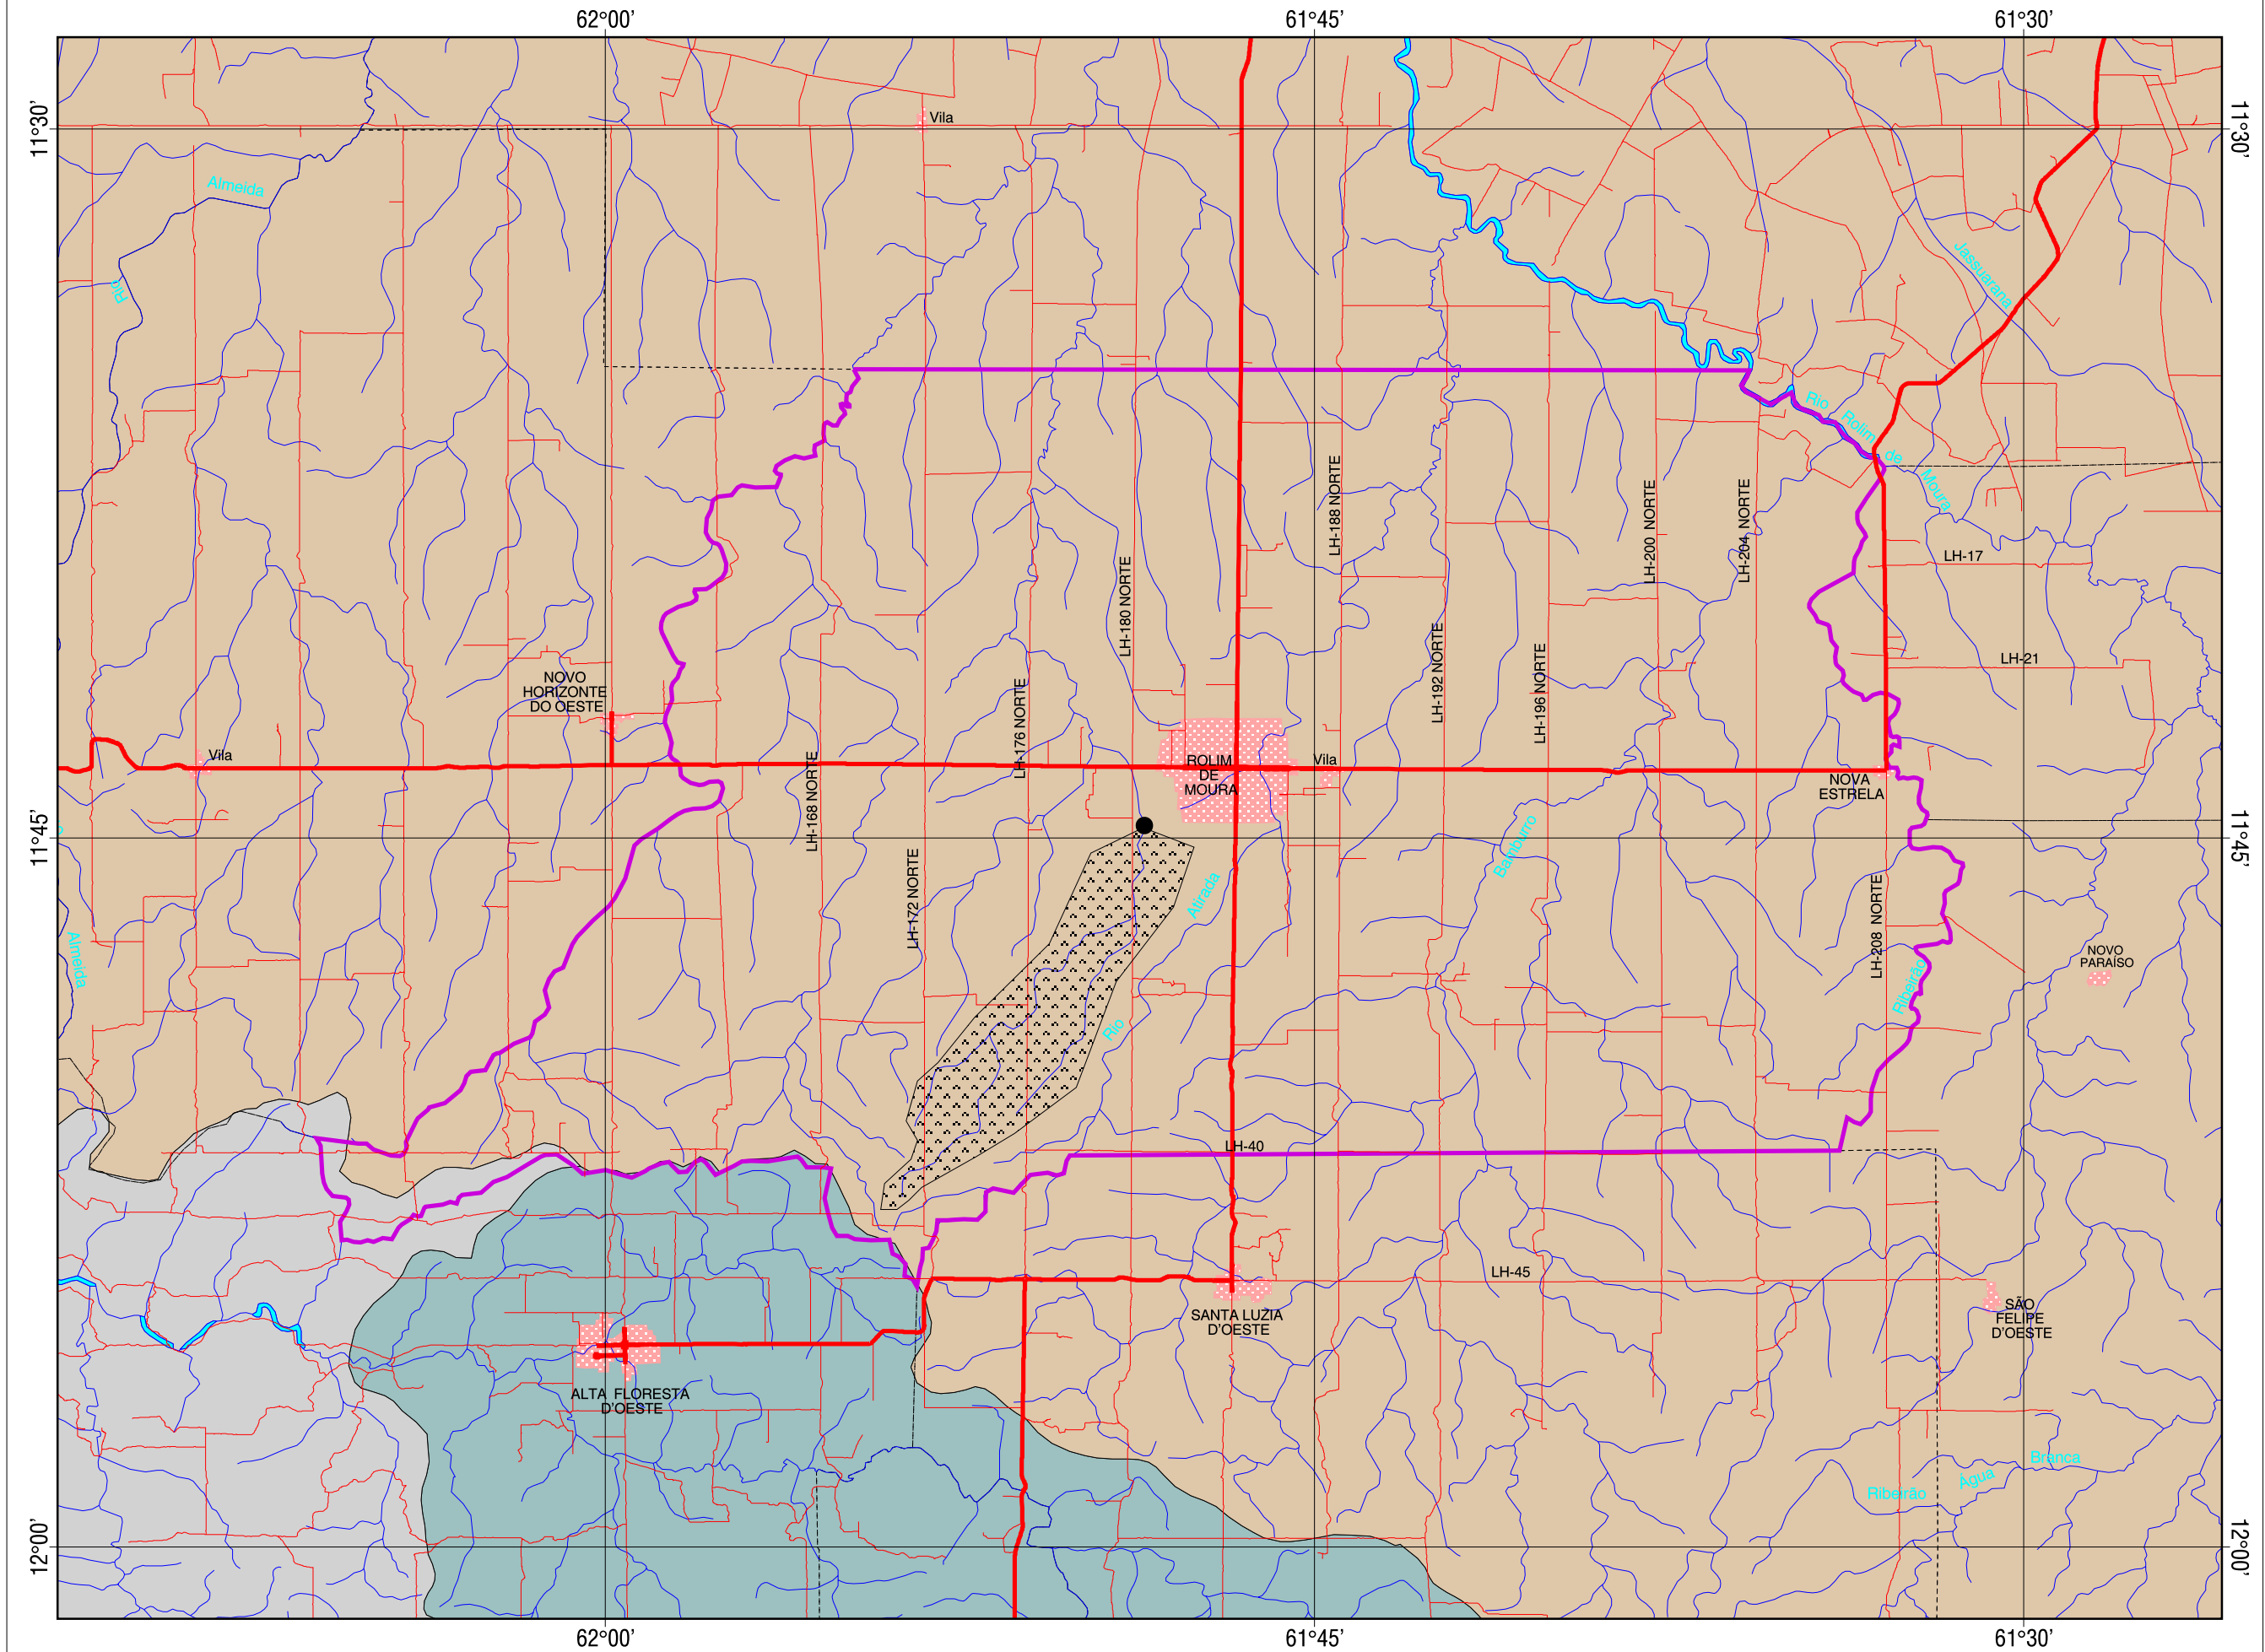 62°00'
61°45'
61°30'
11°30'
11°30'
Vila
Almeida
Rio
Jassuarana
Rio Rolim de Moura
LH-188 NORTE
LH-200 NORTE
LH-204 NORTE
LH-17
LH-180 NORTE
LH-192 NORTE
LH-196 NORTE
LH-21
NOVO
HORIZONTE
DO OESTE
LH-176 NORTE
Vila
ROLIM
DE
MOURA
Vila
NOVA
ESTRELA
LH-168 NORTE
11°45'
11°45'
Bamburro
LH-172 NORTE
Atirada
Rio
LH-208 NORTE
Ribeirão
NOVO
PARAÍSO
Almeida
LH-40
LH-45
SANTA LUZIA
D'OESTE
SÃO
FELIPE
D'OESTE
ALTA FLORESTA
D'OESTE
Ribeirão Água Branca
12°00'
12°00'
62°00'
61°45'
61°30'